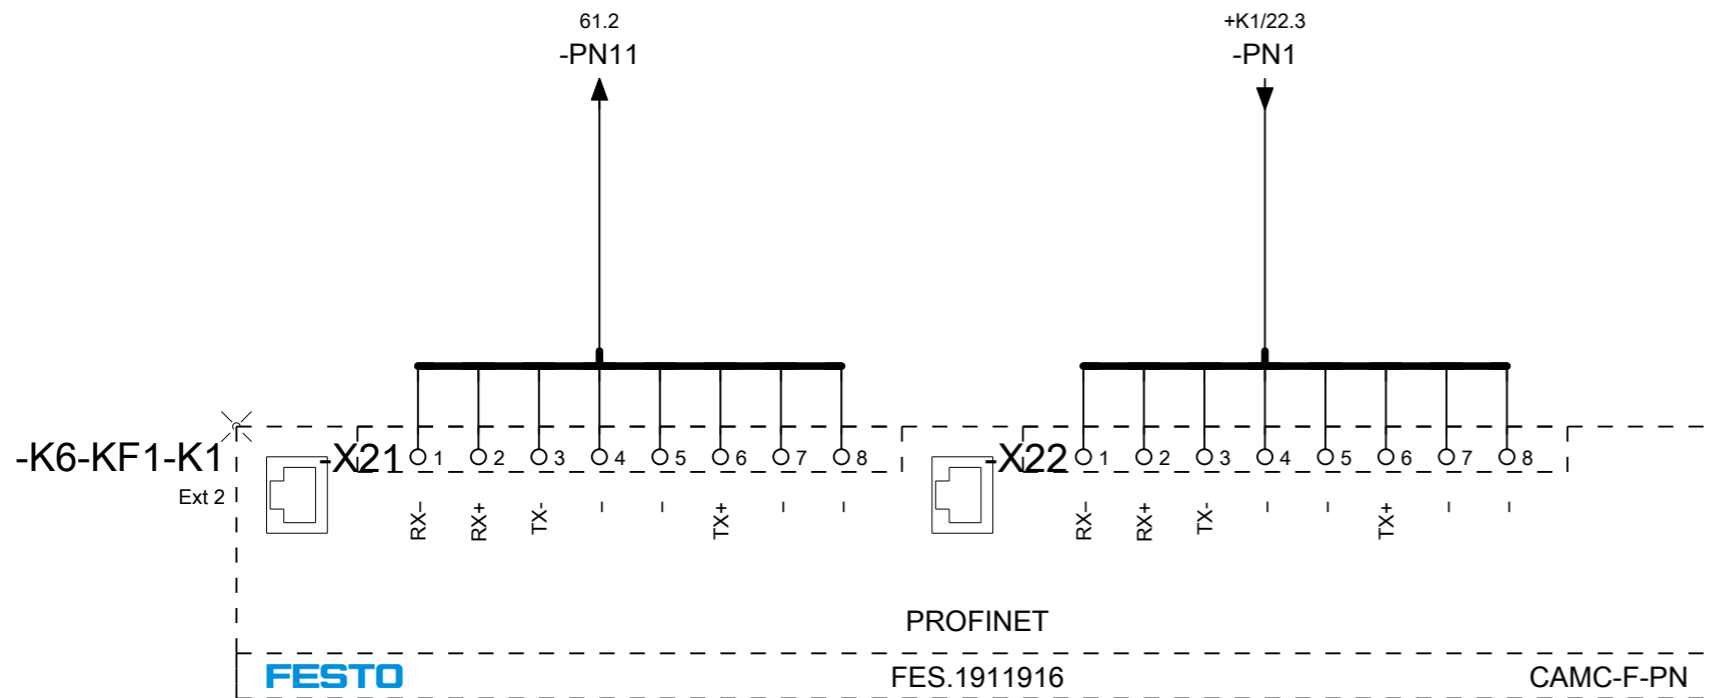 61.2
-PN11
+K1/22.3
-PN1
-K6-KF1-K1
Ext 2
-X21 1 2 3 4 5 6 7 8
RX- RX+ TX- - - TX+ - -
-X22 1 2 3 4 5 6 7 8
RX- RX+ TX- - - TX+ - -
PROFINET
FESTO
FES.1911916
CAMC-F-PN